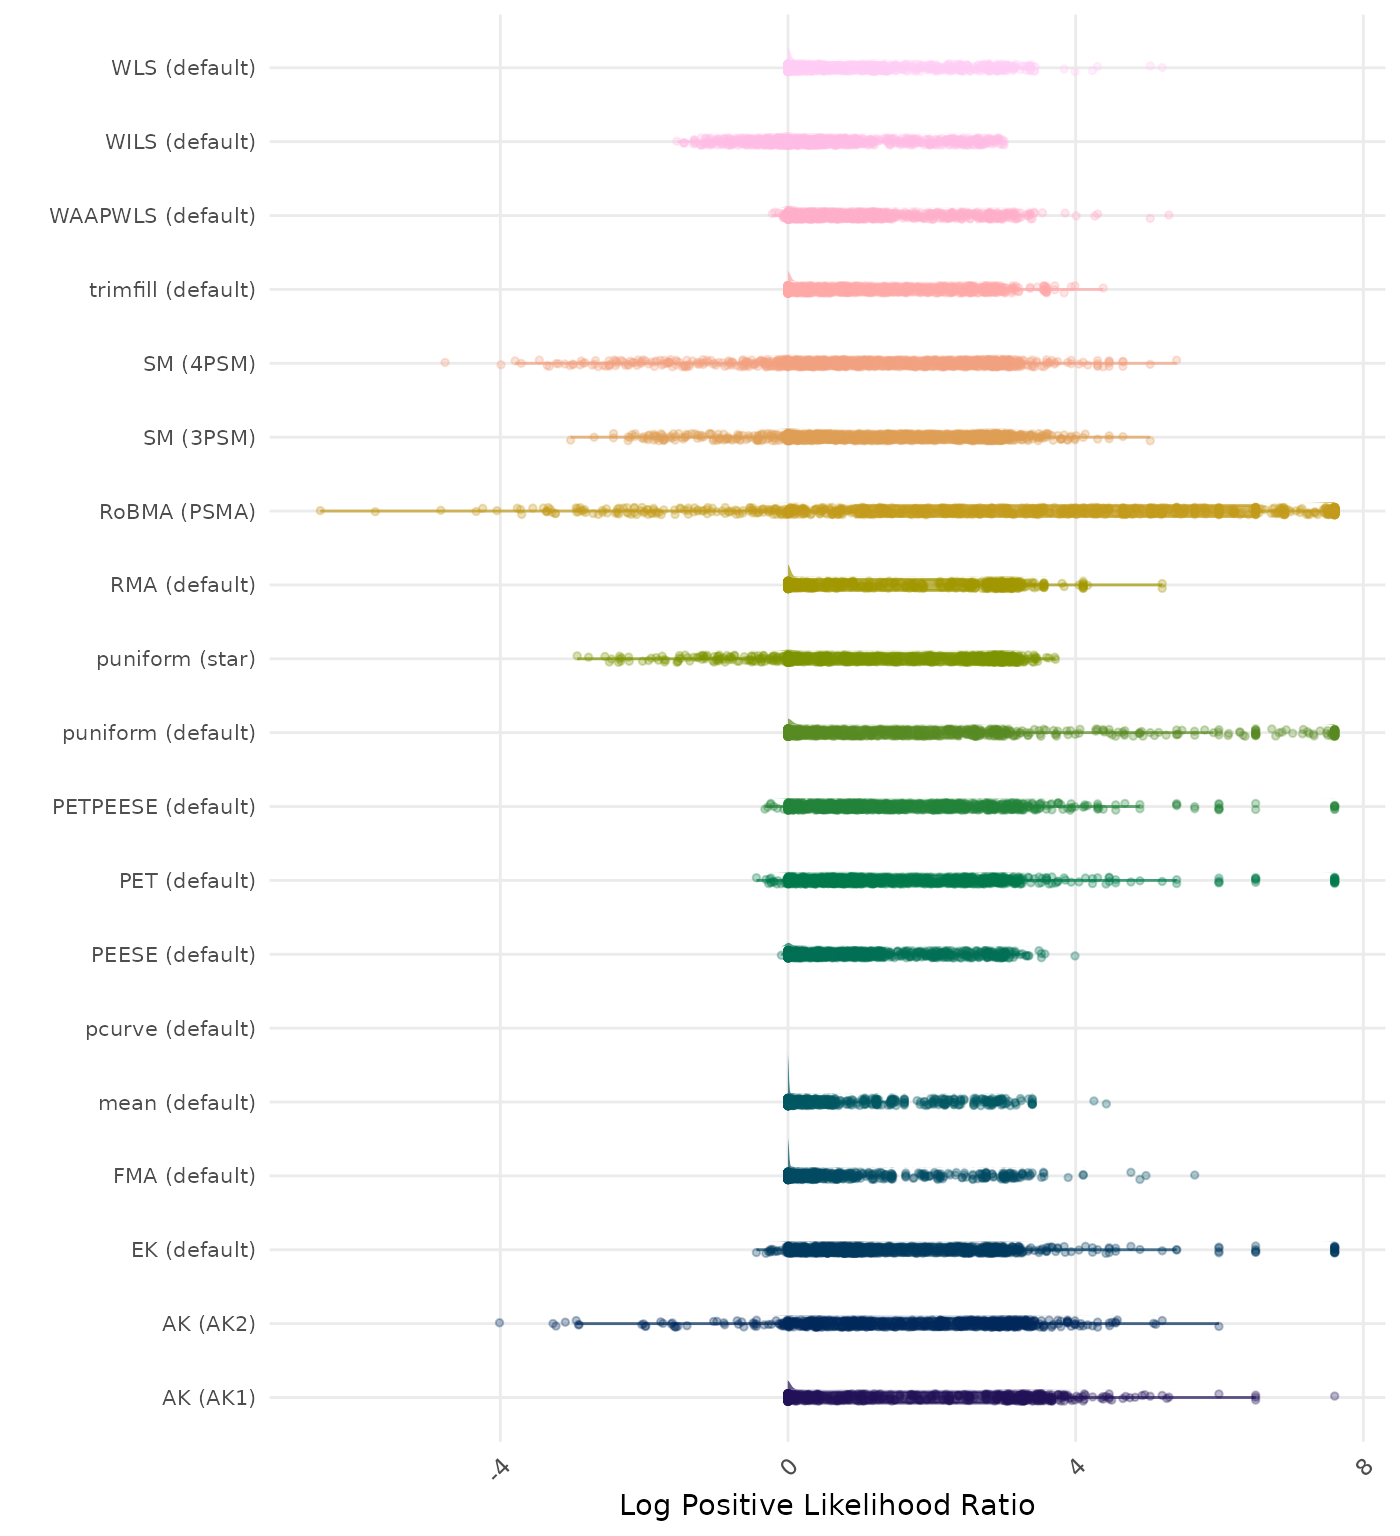 WLS (default)
WILS (default)
WAAPWLS (default)
trimfill (default)
SM (4PSM)
SM (3PSM)
RoBMA (PSMA)
RMA (default)
puniform (star)
puniform (default)
PETPEESE (default)
PET (default)
PEESE (default)
pcurve (default)
mean (default)
FMA (default)
EK (default)
AK (AK2)
AK (AK1)
-4 0 4 8
Log Positive Likelihood Ratio